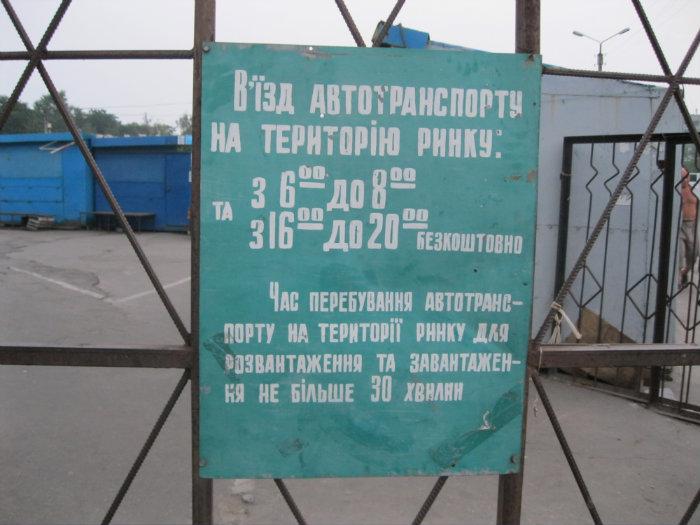 В'їзд автотранспорту
на територію ринку:
з 6⁰⁰ до 8⁰⁰
та
з 16⁰⁰ до 20⁰⁰ безкоштовно
Час перебування автотранс-
порту на території ринку для
розвантаження та завантажен-
ня не більше 30 хвилин